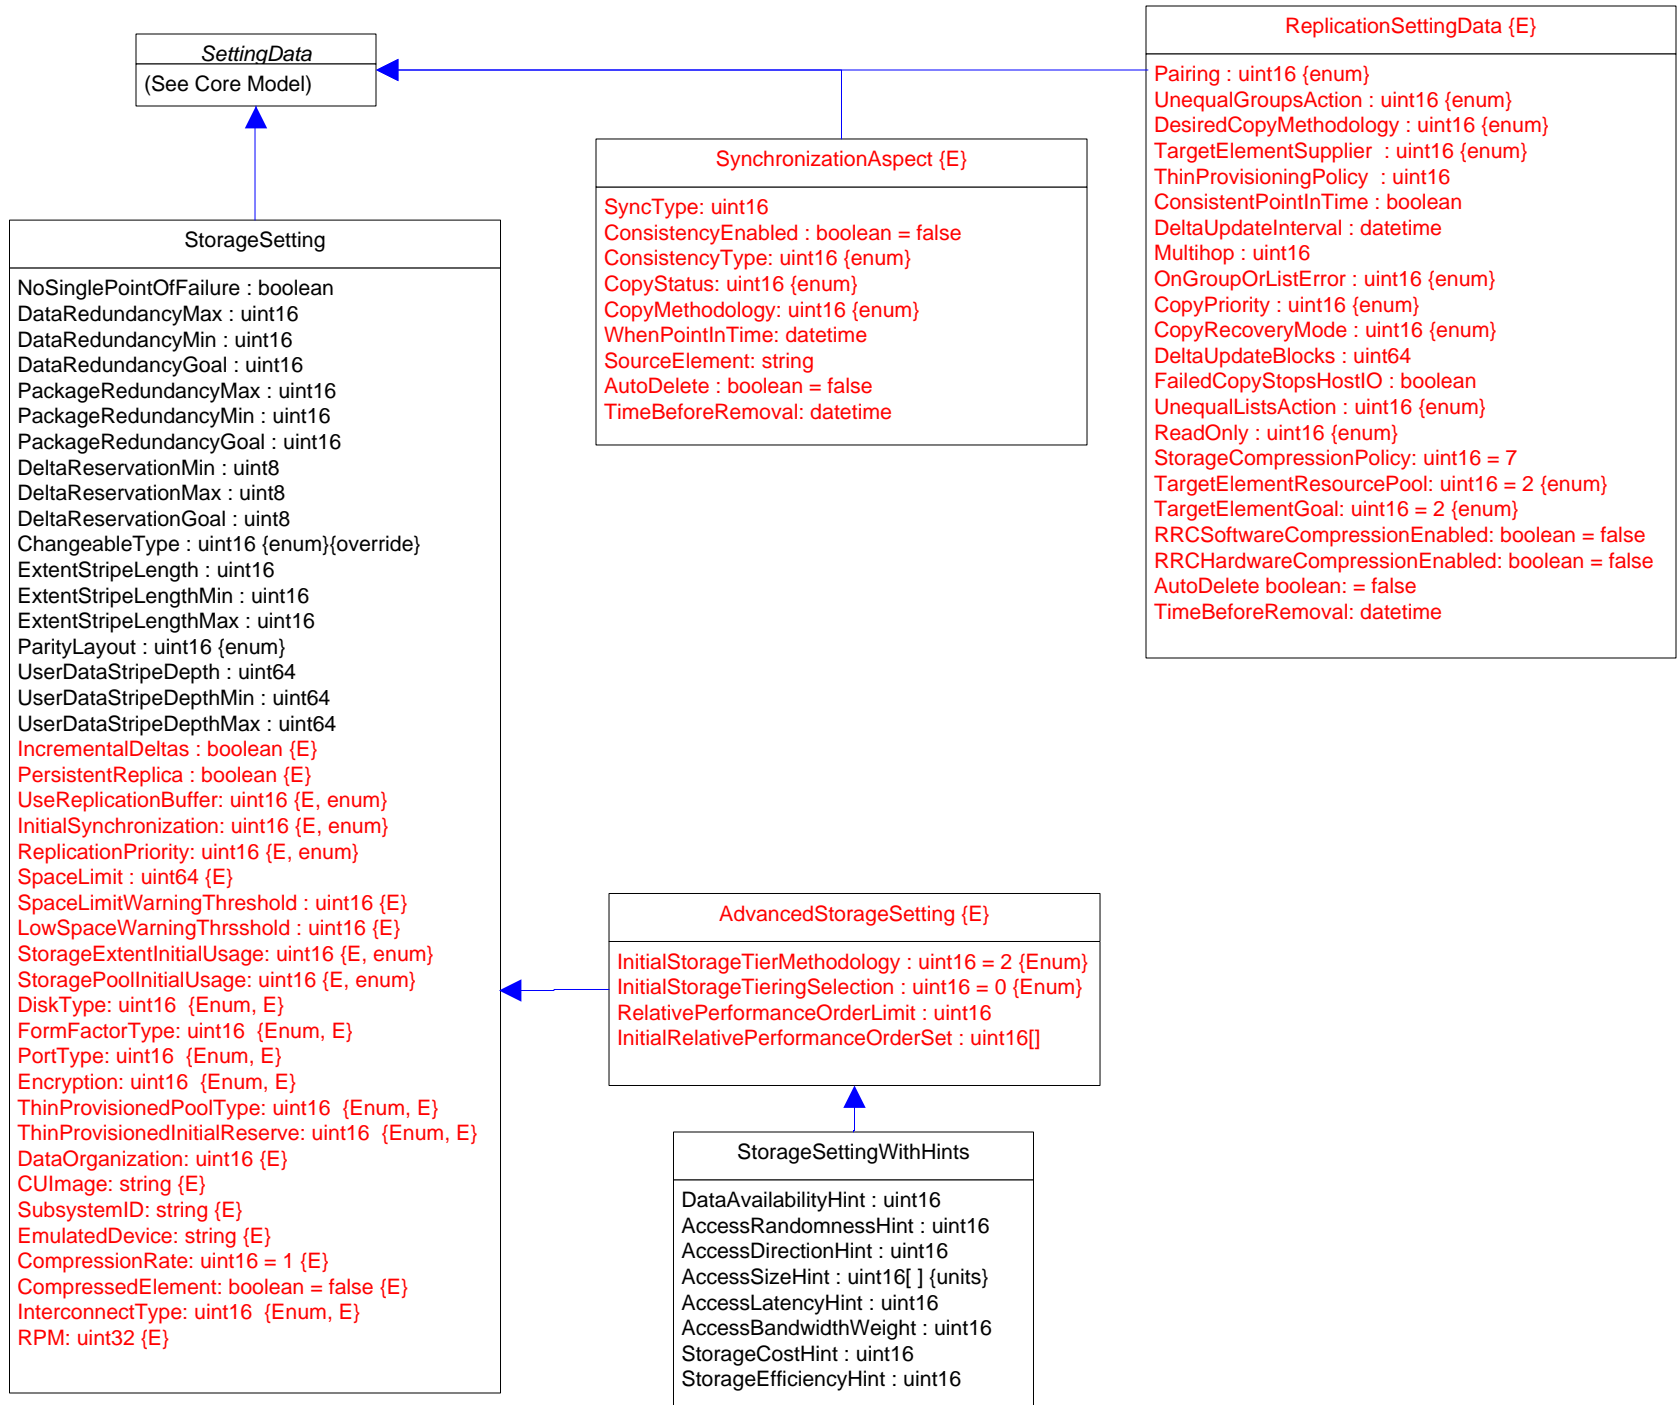 SettingData
(See Core Model)
ReplicationSettingData {E}
Pairing : uint16 {enum}
UnequalGroupsAction : uint16 {enum}
DesiredCopyMethodology : uint16 {enum}
TargetElementSupplier  : uint16 {enum}
ThinProvisioningPolicy  : uint16
ConsistentPointInTime : boolean
DeltaUpdateInterval : datetime
Multihop : uint16
OnGroupOrListError : uint16 {enum}
CopyPriority : uint16 {enum}
CopyRecoveryMode : uint16 {enum}
DeltaUpdateBlocks : uint64
FailedCopyStopsHostIO : boolean
UnequalListsAction : uint16 {enum}
ReadOnly : uint16 {enum}
StorageCompressionPolicy: uint16 = 7
TargetElementResourcePool: uint16 = 2 {enum}
TargetElementGoal: uint16 = 2 {enum}
RRCSoftwareCompressionEnabled: boolean = false
RRCHardwareCompressionEnabled: boolean = false
AutoDelete boolean: = false
TimeBeforeRemoval: datetime
SynchronizationAspect {E}
SyncType: uint16
ConsistencyEnabled : boolean = false
ConsistencyType: uint16 {enum}
CopyStatus: uint16 {enum}
CopyMethodology: uint16 {enum}
WhenPointInTime: datetime
SourceElement: string
AutoDelete : boolean = false
TimeBeforeRemoval: datetime
StorageSetting
NoSinglePointOfFailure : boolean
DataRedundancyMax : uint16
DataRedundancyMin : uint16
DataRedundancyGoal : uint16
PackageRedundancyMax : uint16
PackageRedundancyMin : uint16
PackageRedundancyGoal : uint16
DeltaReservationMin : uint8
DeltaReservationMax : uint8
DeltaReservationGoal : uint8
ChangeableType : uint16 {enum}{override}
ExtentStripeLength : uint16
ExtentStripeLengthMin : uint16
ExtentStripeLengthMax : uint16
ParityLayout : uint16 {enum}
UserDataStripeDepth : uint64
UserDataStripeDepthMin : uint64
UserDataStripeDepthMax : uint64
IncrementalDeltas : boolean {E}
PersistentReplica : boolean {E}
UseReplicationBuffer: uint16 {E, enum}
InitialSynchronization: uint16 {E, enum}
ReplicationPriority: uint16 {E, enum}
SpaceLimit : uint64 {E}
SpaceLimitWarningThreshold : uint16 {E}
LowSpaceWarningThrsshold : uint16 {E}
StorageExtentInitialUsage: uint16 {E, enum}
StoragePoolInitialUsage: uint16 {E, enum}
DiskType: uint16  {Enum, E}
FormFactorType: uint16  {Enum, E}
PortType: uint16  {Enum, E}
Encryption: uint16  {Enum, E}
ThinProvisionedPoolType: uint16  {Enum, E}
ThinProvisionedInitialReserve: uint16  {Enum, E}
DataOrganization: uint16 {E}
CUImage: string {E}
SubsystemID: string {E}
EmulatedDevice: string {E}
CompressionRate: uint16 = 1 {E}
CompressedElement: boolean = false {E}
InterconnectType: uint16  {Enum, E}
RPM: uint32 {E}
AdvancedStorageSetting {E}
InitialStorageTierMethodology : uint16 = 2 {Enum}
InitialStorageTieringSelection : uint16 = 0 {Enum}
RelativePerformanceOrderLimit : uint16
InitialRelativePerformanceOrderSet : uint16[]
StorageSettingWithHints
DataAvailabilityHint : uint16
AccessRandomnessHint : uint16
AccessDirectionHint : uint16
AccessSizeHint : uint16[ ] {units}
AccessLatencyHint : uint16
AccessBandwidthWeight : uint16
StorageCostHint : uint16
StorageEfficiencyHint : uint16